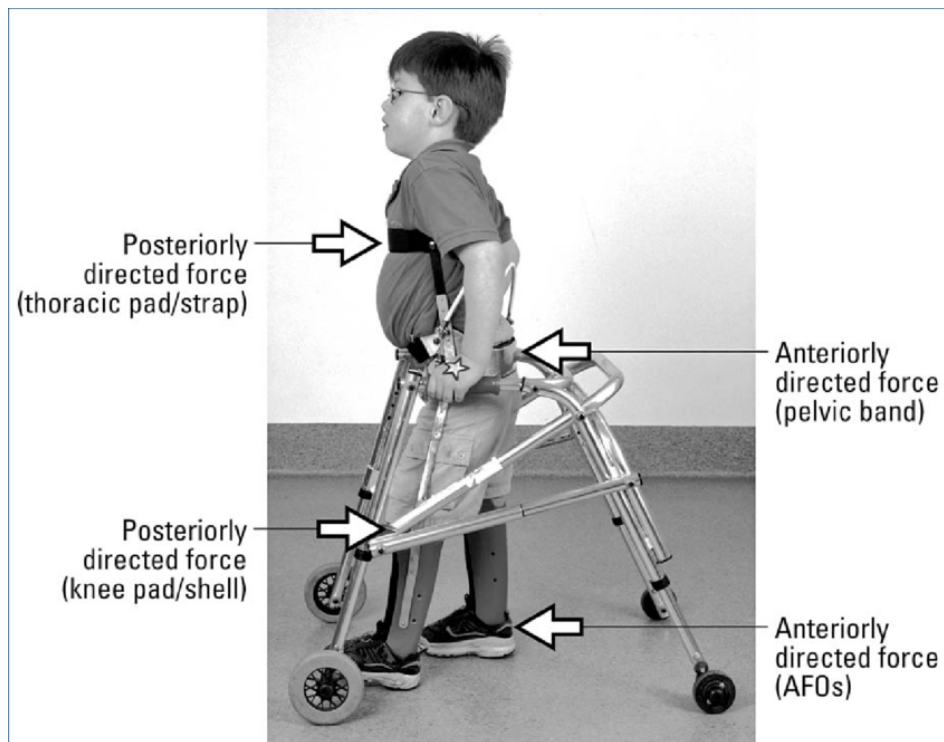 Posteriorly
directed force
(thoracic pad/strap)
Anteriorly
directed force
(pelvic band)
Posteriorly
directed force
(knee pad/shell)
Anteriorly
directed force
(AFOs)